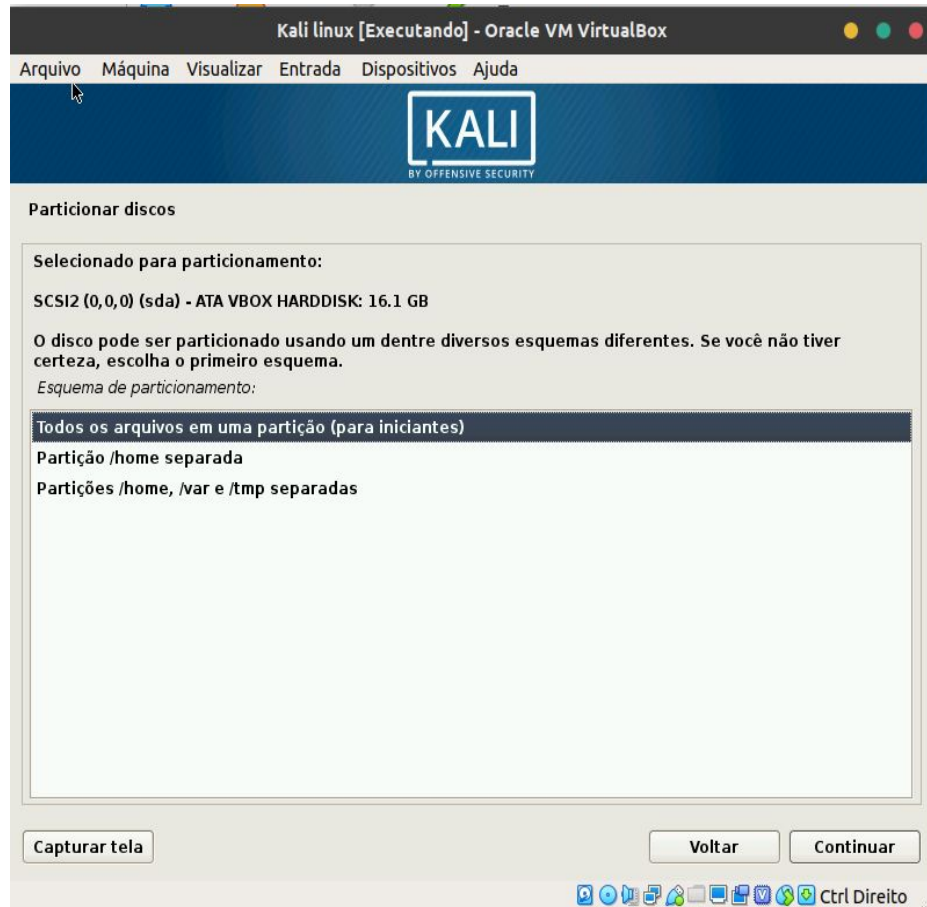 Kali linux [Executando] - Oracle VM VirtualBox
Arquivo Máquina Visualizar Entrada Dispositivos Ajuda
KALI
BY OFFENSIVE SECURITY
Particionar discos
Selecionado para particionamento:
SCSI2 (0,0,0) (sda) - ATA VBOX HARDDISK: 16.1 GB
O disco pode ser particionado usando um dentre diversos esquemas diferentes. Se você não tiver
certeza, escolha o primeiro esquema.
Esquema de particionamento:
Todos os arquivos em uma partição (para iniciantes)
Partição /home separada
Partições /home, /var e /tmp separadas
Capturar tela Voltar Continuar
Ctrl Direito